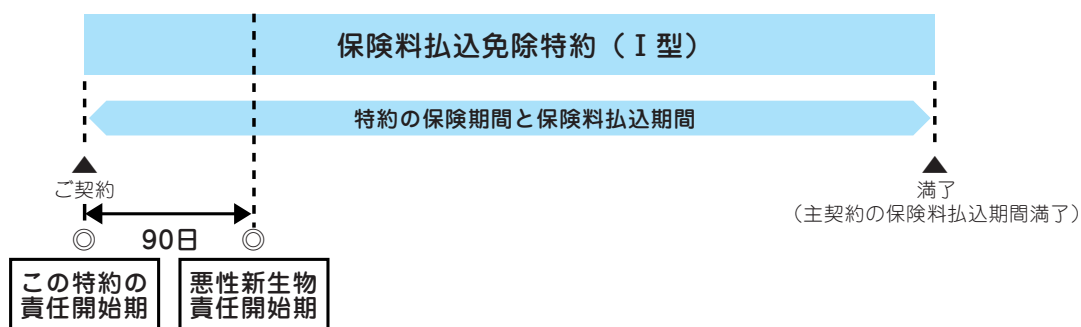 保険料払込免除特約（Ⅰ型）
特約の保険期間と保険料払込期間
ご契約
満了
（主契約の保険料払込期間満了）
90日
この特約の
責任開始期
悪性新生物
責任開始期